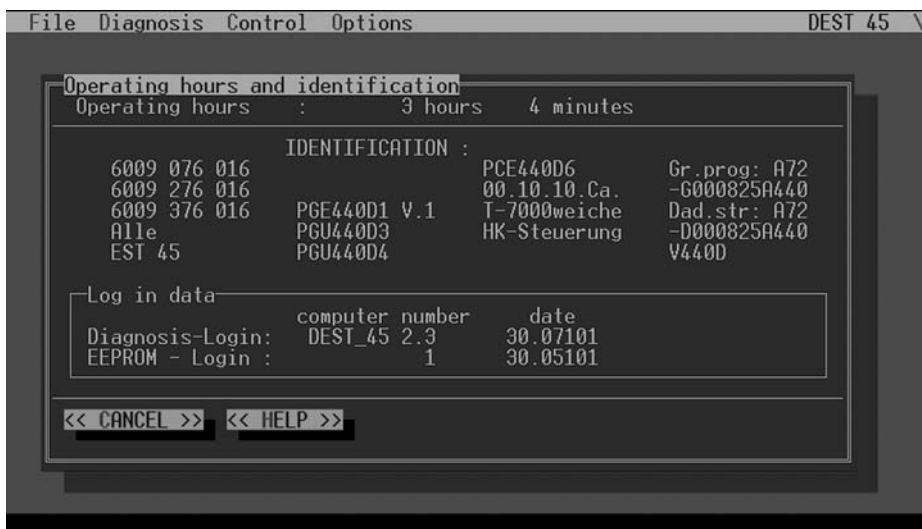 File Diagnosis Control Options DEST 45 \
Operating hours and identification
Operating hours : 3 hours 4 minutes
IDENTIFICATION :
6009 076 016 PCE440D6 Gr.prog: A72
6009 276 016 00.10.10.Ca. -G000825A440
6009 376 016 PGE440D1 V.1 T-7000weiche Dad.str: A72
Alle PGU440D3 HK-Steuerung -D000825A440
EST 45 PGU440D4 V440D
Log in data
computer number date
Diagnosis-Login: DEST_45 2.3 30.07101
EEPROM - Login : 1 30.05101
<< CANCEL >> << HELP >>